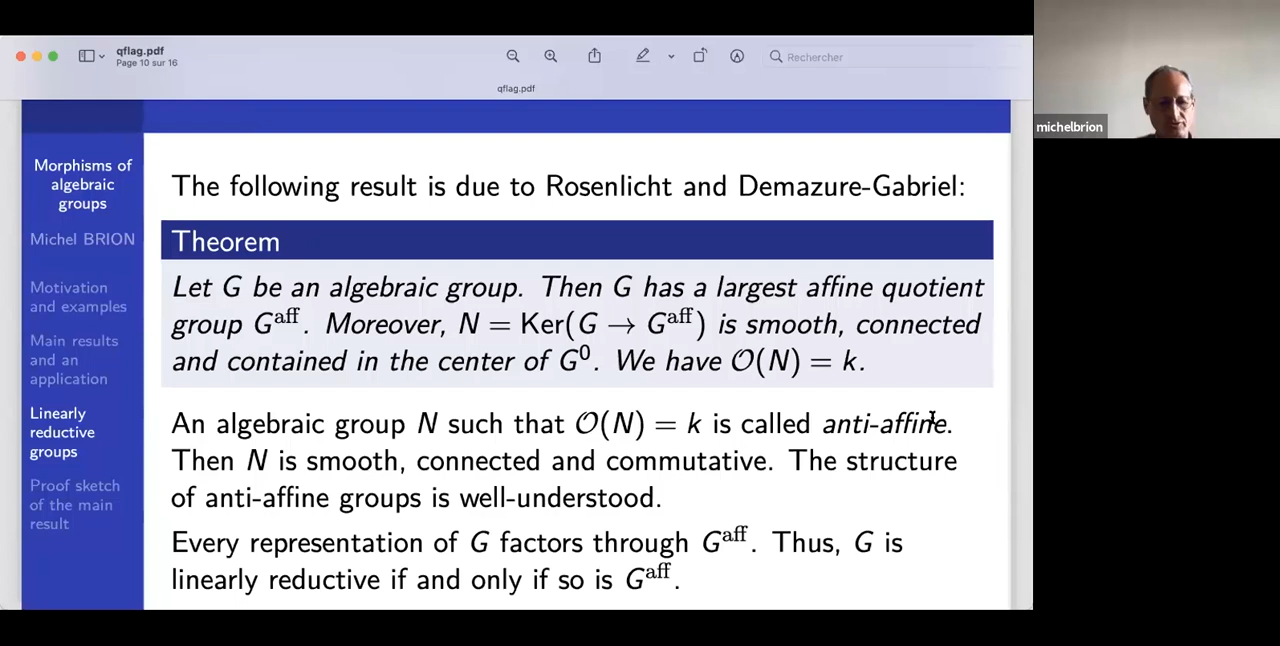 qflag.pdf
Page 10 sur 16
Rechercher
qflag.pdf
Morphisms of
algebraic
groups
Michel BRION
Motivation
and examples
Main results
and an
application
Linearly
reductive
groups
Proof sketch
of the main
result
The following result is due to Rosenlicht and Demazure-Gabriel:
Theorem
Let G be an algebraic group. Then G has a largest affine quotient
group G^aff. Moreover, N = Ker(G → G^aff) is smooth, connected
and contained in the center of G^0. We have 𝒪(N) = k.
An algebraic group N such that 𝒪(N) = k is called anti-affine.
Then N is smooth, connected and commutative. The structure
of anti-affine groups is well-understood.
Every representation of G factors through G^aff. Thus, G is
linearly reductive if and only if so is G^aff.
michelbrion